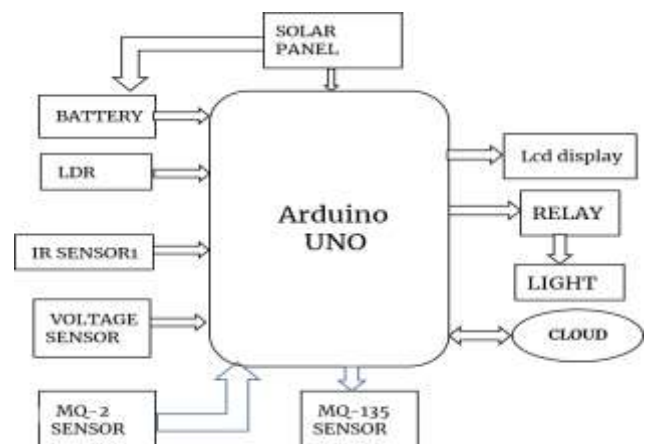 SOLAR
PANEL
BATTERY
LDR
IR SENSOR1
VOLTAGE
SENSOR
MQ-2
SENSOR
Arduino
UNO
MQ-135
SENSOR
Lcd display
RELAY
LIGHT
CLOUD